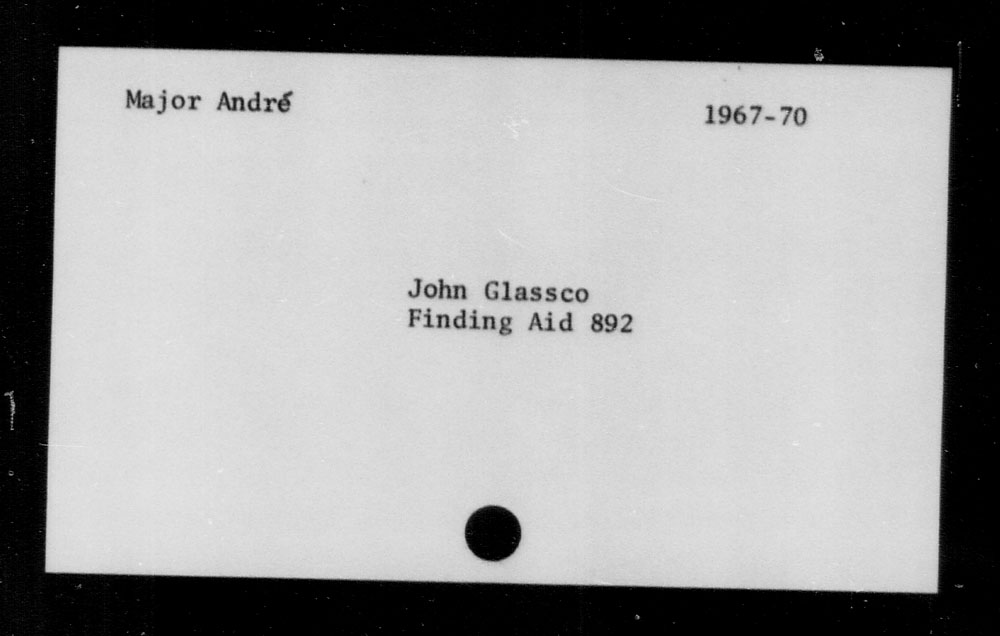 Major André
1967-70
John Glassco
Finding Aid 892